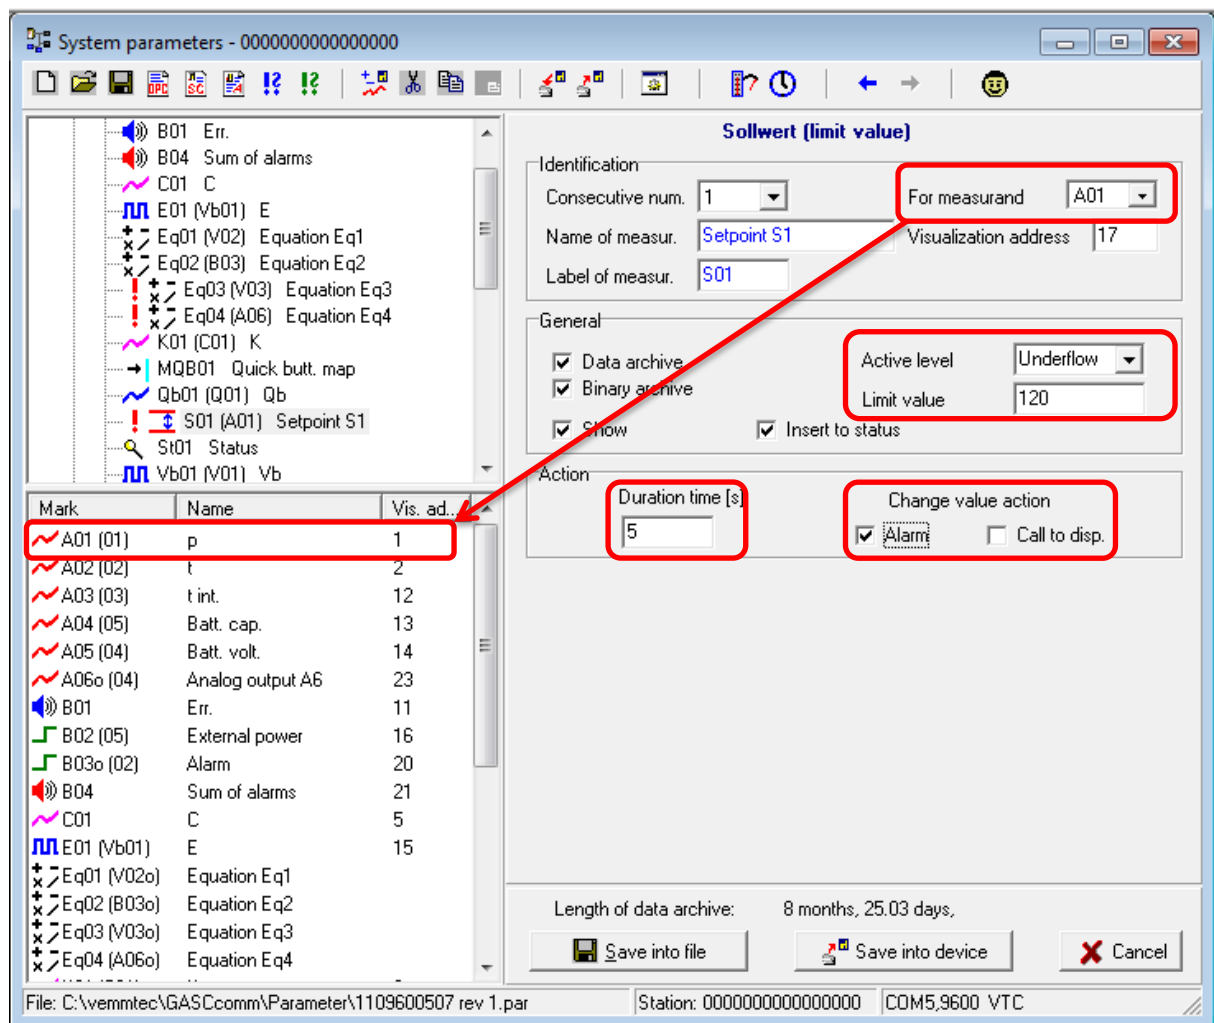 System parameters - 0000000000000000
B01 Err.
B04 Sum of alarms
C01 C
E01 (Vb01) E
Eq01 (V02) Equation Eq1
Eq02 (B03) Equation Eq2
Eq03 (V03) Equation Eq3
Eq04 (A06) Equation Eq4
K01 (C01) K
MQB01 Quick butt. map
Qb01 (Q01) Qb
S01 (A01) Setpoint S1
St01 Status
Vb01 (V01) Vb
Mark Name Vis. ad...
A01 (01) p 1
A02 (02) t 2
A03 (03) t int. 12
A04 (05) Batt. cap. 13
A05 (04) Batt. volt. 14
A06o (04) Analog output A6 23
B01 Err. 11
B02 (05) External power 16
B03o (02) Alarm 20
B04 Sum of alarms 21
C01 C 5
E01 (Vb01) E 15
Eq01 (V02o) Equation Eq1
Eq02 (B03o) Equation Eq2
Eq03 (V03o) Equation Eq3
Eq04 (A06o) Equation Eq4
Sollwert (limit value)
Identification
Consecutive num. 1 For measurand A01
Name of measur. Setpoint S1 Visualization address 17
Label of measur. S01
General
Data archive Active level Underflow
Binary archive Limit value 120
Show Insert to status
Action
Duration time [s] Change value action
5 Alarm Call to disp.
Length of data archive: 8 months, 25.03 days,
Save into file Save into device Cancel
File: C:\vemmtec\GASCcomm\Parameter\1109600507 rev 1.par Station: 0000000000000000 COM5,9600 VTC